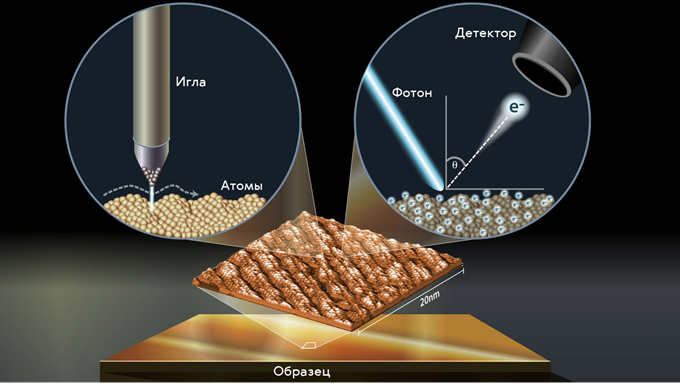 Детектор
Игла
Фотон
e-
θ
Атомы
20nm
Образец